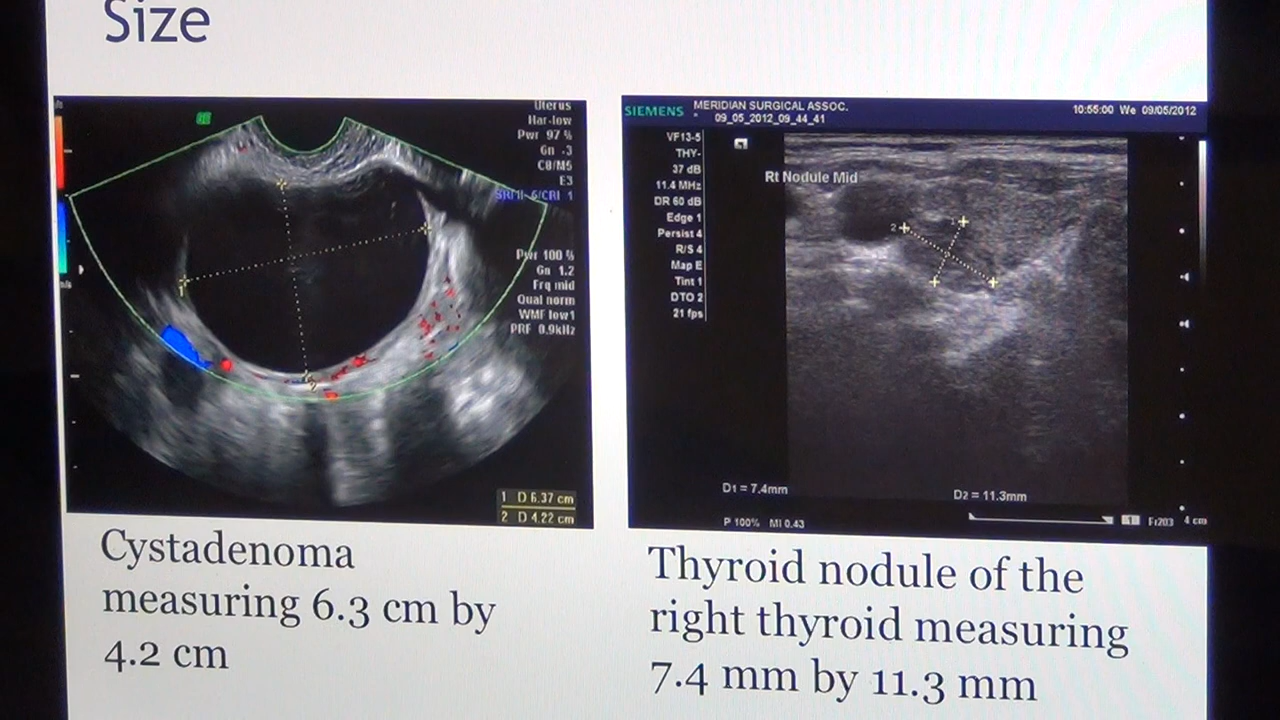 Size
Uterus
Har-low
Pwr 97 %
Gn -3
C8/M5
E3
SRI II 5/CRI 1
Pwr 100 %
Gn 1.2
Frq mid
Qual norm
WMF low1
PRF 0.9kHz
1 D 6.37 cm
2 D 4.22 cm
SIEMENS MERIDIAN SURGICAL ASSOC. 10:55:00 We 09/05/2012
09_05_2012_09_44_41
VF13-5
THY-
37 dB
11.4 MHz
DR 60 dB
Edge 1
Persist 4
R/S 4
Map E
Tint 1
DTO 2
21 fps
Rt Nodule Mid
2
D1 = 7.4mm D2 = 11.3mm
P 100% MI 0.43 1 Fr203 4 cm
Cystadenoma
measuring 6.3 cm by
4.2 cm
Thyroid nodule of the
right thyroid measuring
7.4 mm by 11.3 mm